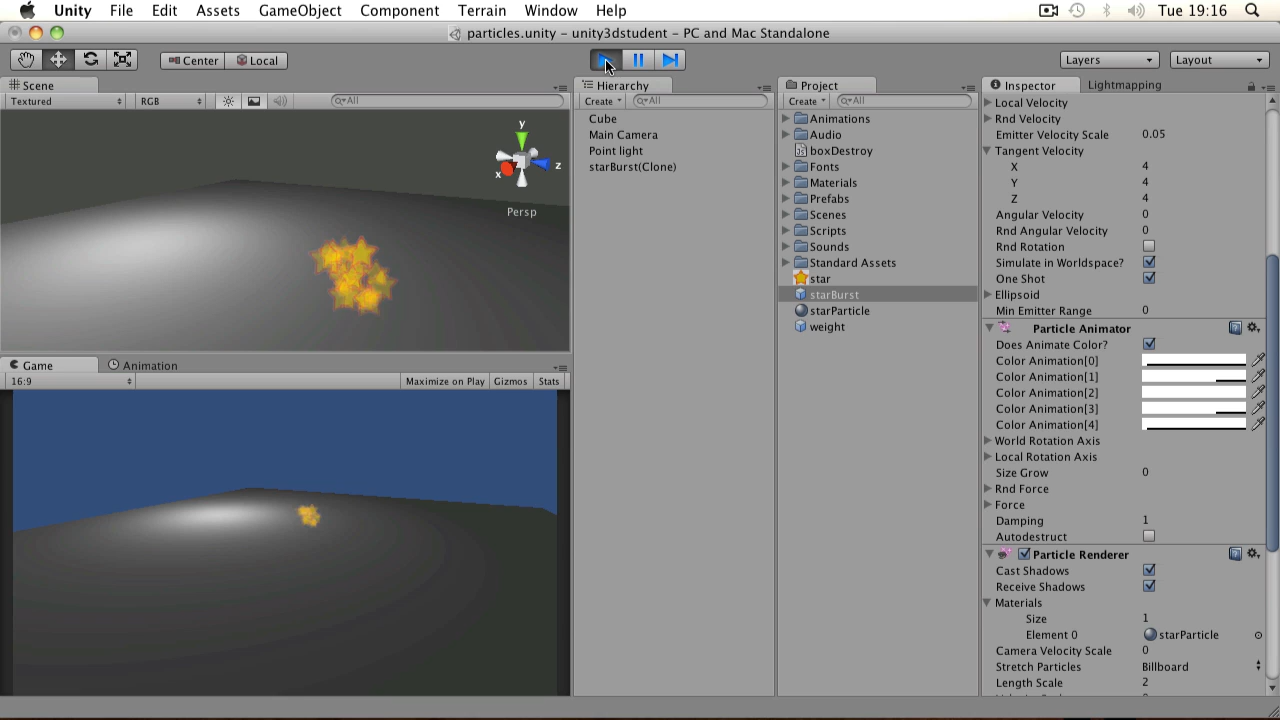 Unity File Edit Assets GameObject Component Terrain Window Help Tue 19:16
particles.unity – unity3dstudent – PC and Mac Standalone
Center Local Layers Layout
Scene
Textured RGB All
y
z
x
Persp
Game Animation
16:9 Maximize on Play Gizmos Stats
Hierarchy
Create All
Cube
Main Camera
Point light
starBurst(Clone)
Project
Create All
Animations
Audio
boxDestroy
Fonts
Materials
Prefabs
Scenes
Scripts
Sounds
Standard Assets
star
starBurst
starParticle
weight
Inspector Lightmapping
Local Velocity
Rnd Velocity
Emitter Velocity Scale 0.05
Tangent Velocity
X 4
Y 4
Z 4
Angular Velocity 0
Rnd Angular Velocity 0
Rnd Rotation
Simulate in Worldspace?
One Shot
Ellipsoid
Min Emitter Range 0
Particle Animator
Does Animate Color?
Color Animation[0]
Color Animation[1]
Color Animation[2]
Color Animation[3]
Color Animation[4]
World Rotation Axis
Local Rotation Axis
Size Grow 0
Rnd Force
Force
Damping 1
Autodestruct
Particle Renderer
Cast Shadows
Receive Shadows
Materials
Size 1
Element 0 starParticle
Camera Velocity Scale 0
Stretch Particles Billboard
Length Scale 2